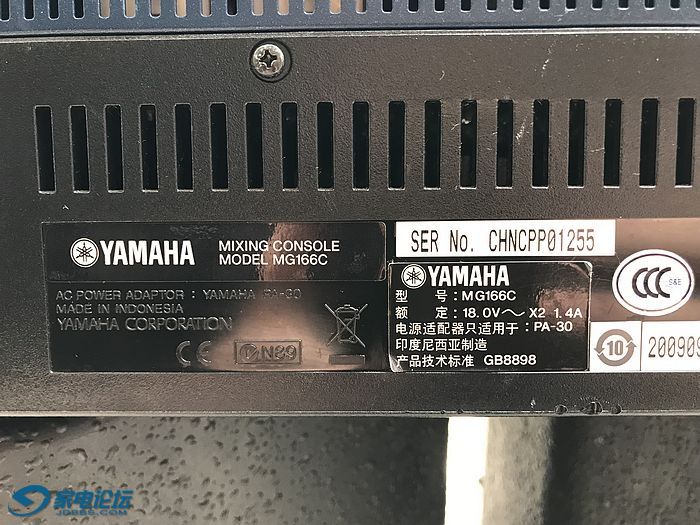 YAMAHA MIXING CONSOLE
MODEL MG166C
AC POWER ADAPTOR : YAMAHA PA-30
MADE IN INDONESIA
YAMAHA CORPORATION
CE N89
SER No. CHNCPP01255
YAMAHA
型 号 : MG166C
额 定 : 18.0V～ X2 1.4A
电源适配器只适用于 : PA-30
印度尼西亚制造
产品技术标准 GB8898
CCC S&E
10 200909
家电论坛
JDBBS.COM